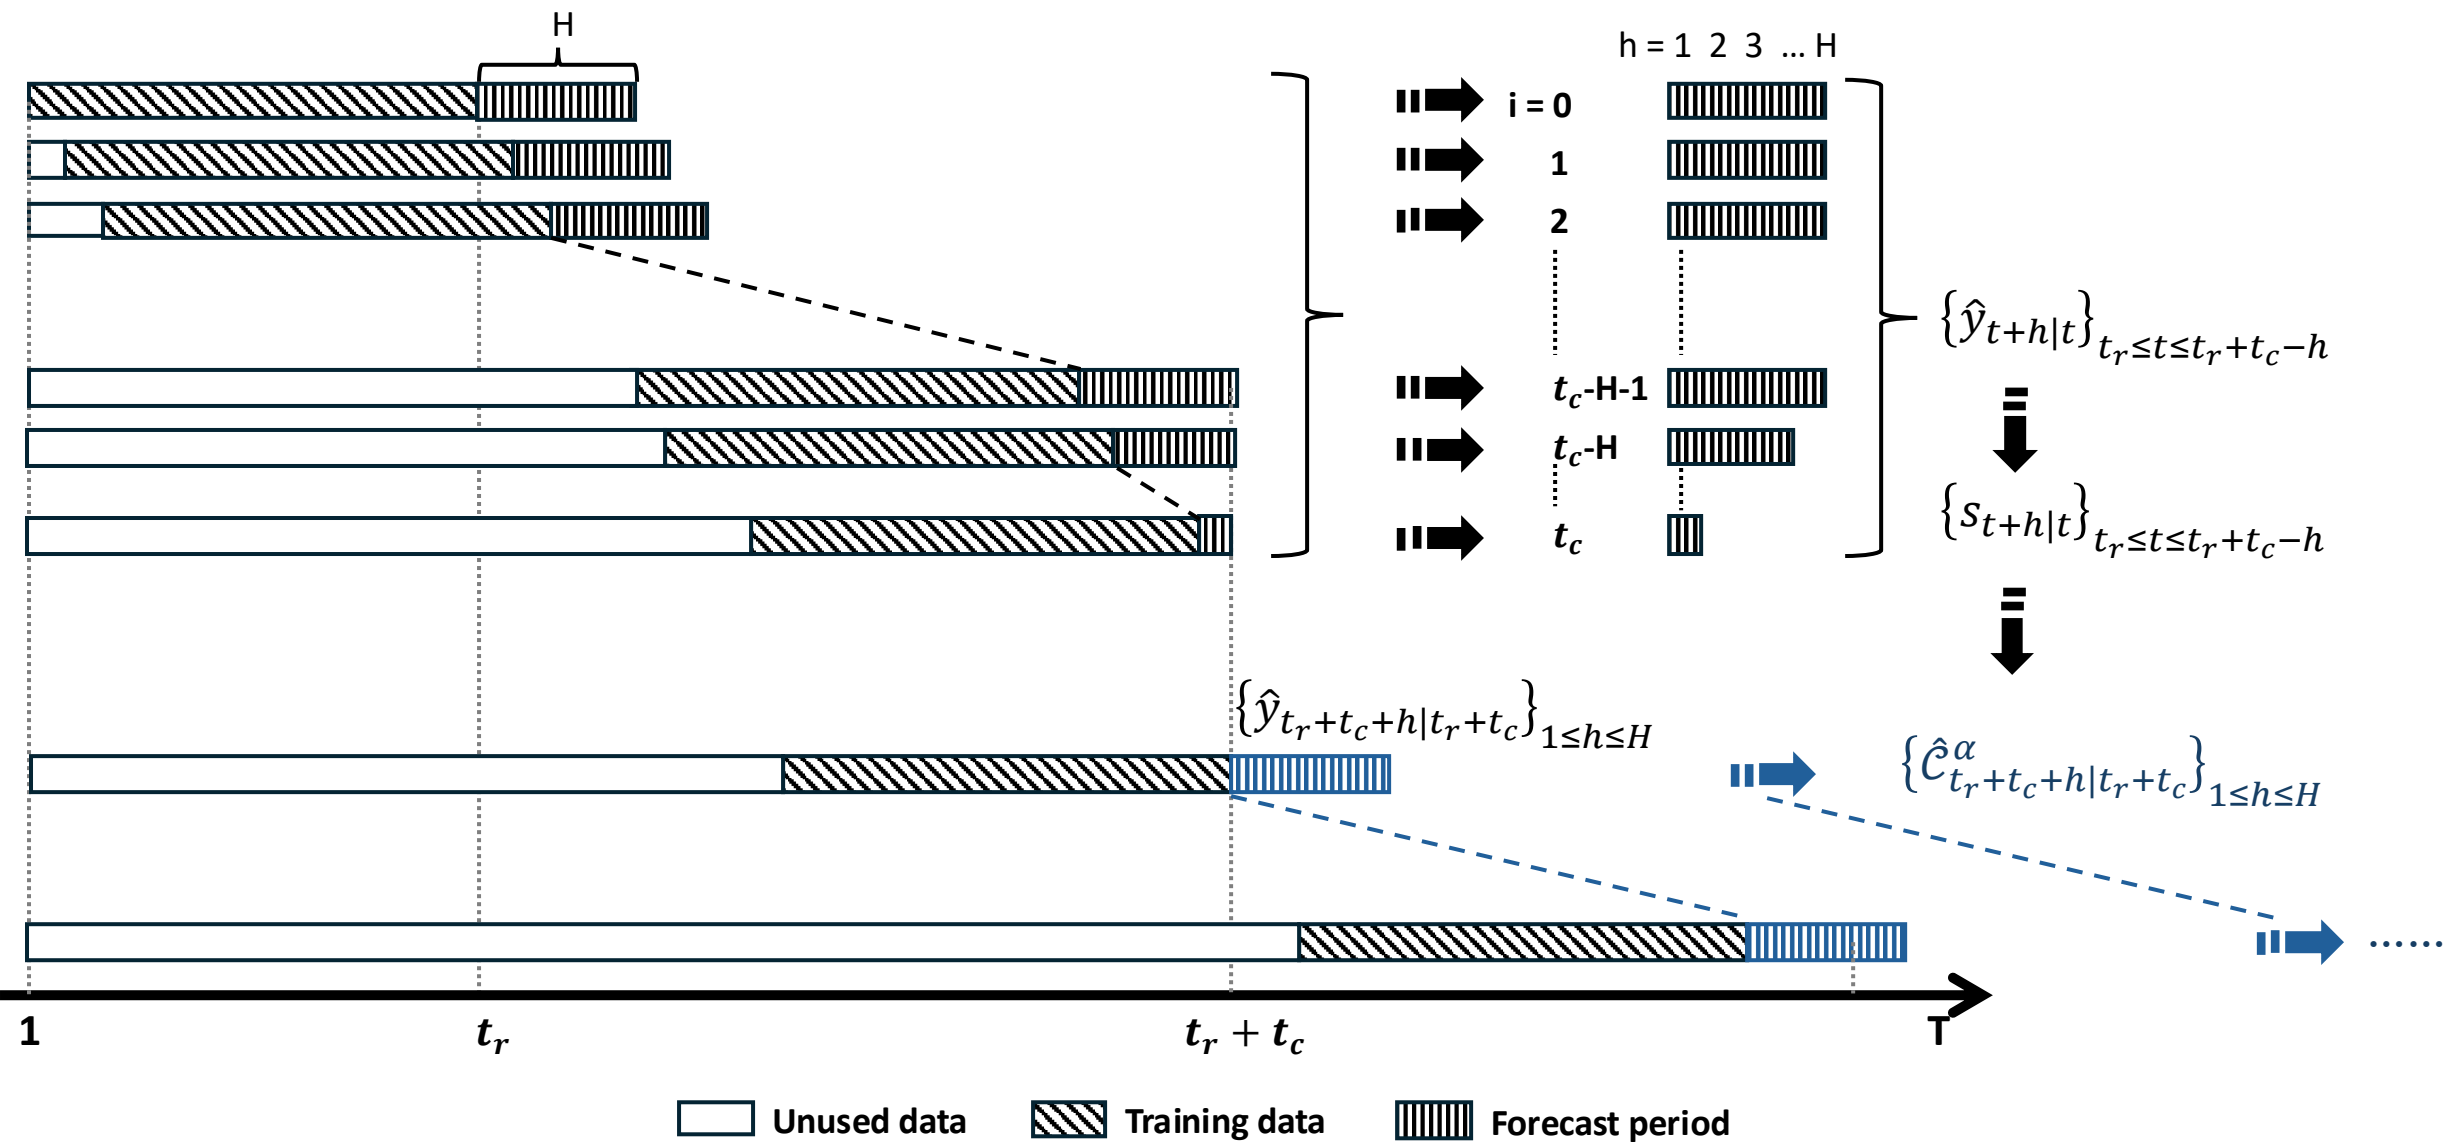 H
h = 1 2 3 ... H
i = 0
1
2
t_c-H-1
t_c-H
t_c
{ŷ_{t+h|t}}_{t_r≤t≤t_r+t_c−h}
{s_{t+h|t}}_{t_r≤t≤t_r+t_c−h}
{ŷ_{t_r+t_c+h|t_r+t_c}}_{1≤h≤H}
{Ĉ^α_{t_r+t_c+h|t_r+t_c}}_{1≤h≤H}
......
1
t_r
t_r + t_c
T
Unused data
Training data
Forecast period